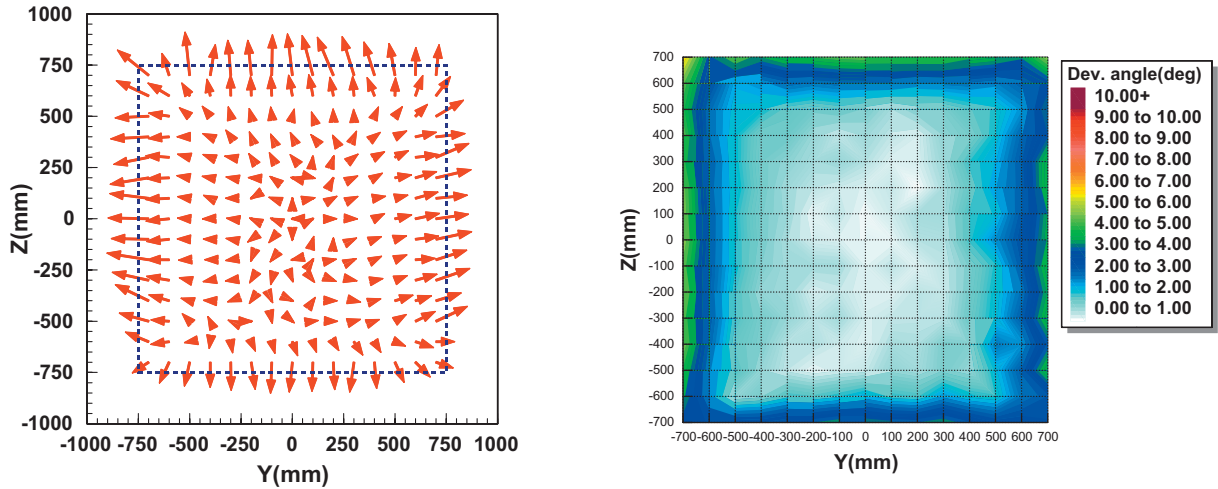 1000
750
500
250
0
-250
-500
-750
-1000
Z(mm)
-1000 -750 -500 -250 0 250 500 750 1000
Y(mm)
700
600
500
400
300
200
100
0
-100
-200
-300
-400
-500
-600
-700
Z(mm)
-700 -600 -500 -400 -300 -200 -100 0 100 200 300 400 500 600 700
Y(mm)
Dev. angle(deg)
10.00+
9.00 to 10.00
8.00 to 9.00
7.00 to 8.00
6.00 to 7.00
5.00 to 6.00
4.00 to 5.00
3.00 to 4.00
2.00 to 3.00
1.00 to 2.00
0.00 to 1.00